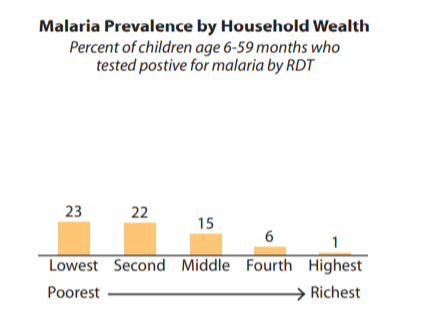 Malaria Prevalence by Household Wealth
Percent of children age 6-59 months who
tested postive for malaria by RDT
23
22
15
6
1
Lowest Second Middle Fourth Highest
Poorest Richest